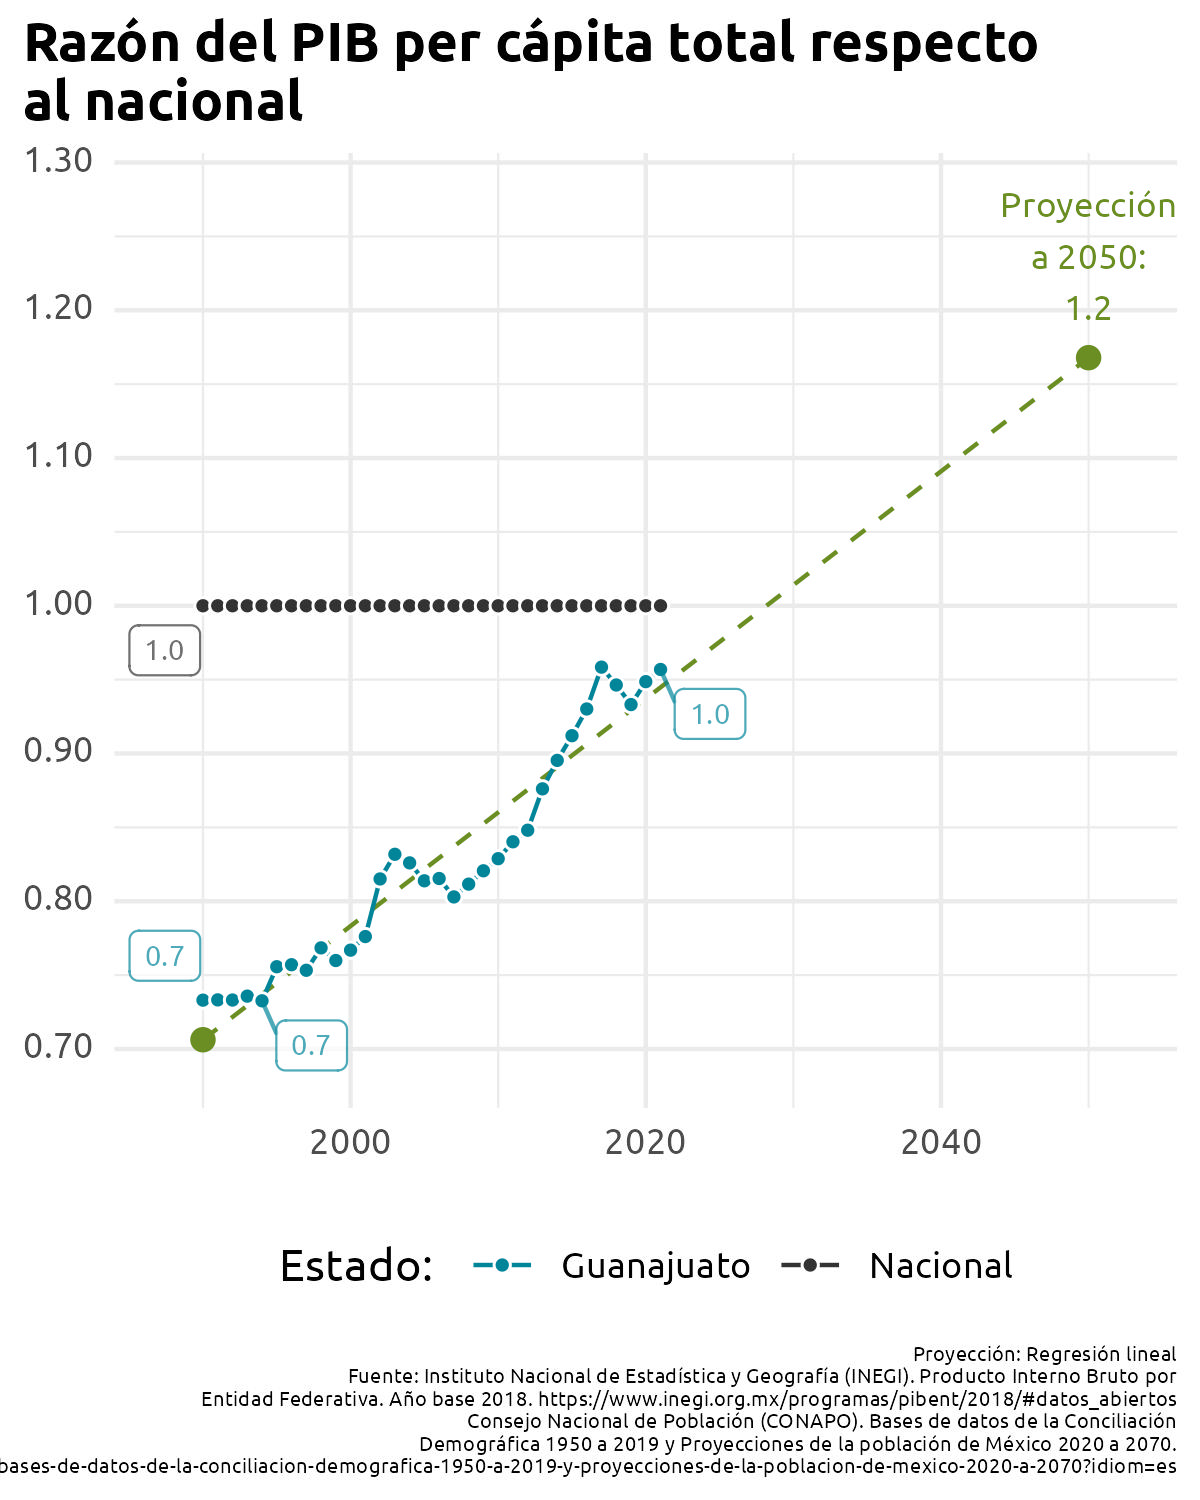 Razón del PIB per cápita total respecto
al nacional
1.30
1.20
1.10
1.00
0.90
0.80
0.70
Proyección
a 2050:
1.2
1.0
1.0
0.7
0.7
2000
2020
2040
Estado:
Guanajuato
Nacional
Proyección: Regresión lineal
Fuente: Instituto Nacional de Estadística y Geografía (INEGI). Producto Interno Bruto por
Entidad Federativa. Año base 2018. https://www.inegi.org.mx/programas/pibent/2018/#datos_abiertos
Consejo Nacional de Población (CONAPO). Bases de datos de la Conciliación
Demográfica 1950 a 2019 y Proyecciones de la población de México 2020 a 2070.
bases-de-datos-de-la-conciliacion-demografica-1950-a-2019-y-proyecciones-de-la-poblacion-de-mexico-2020-a-2070?idiom=es